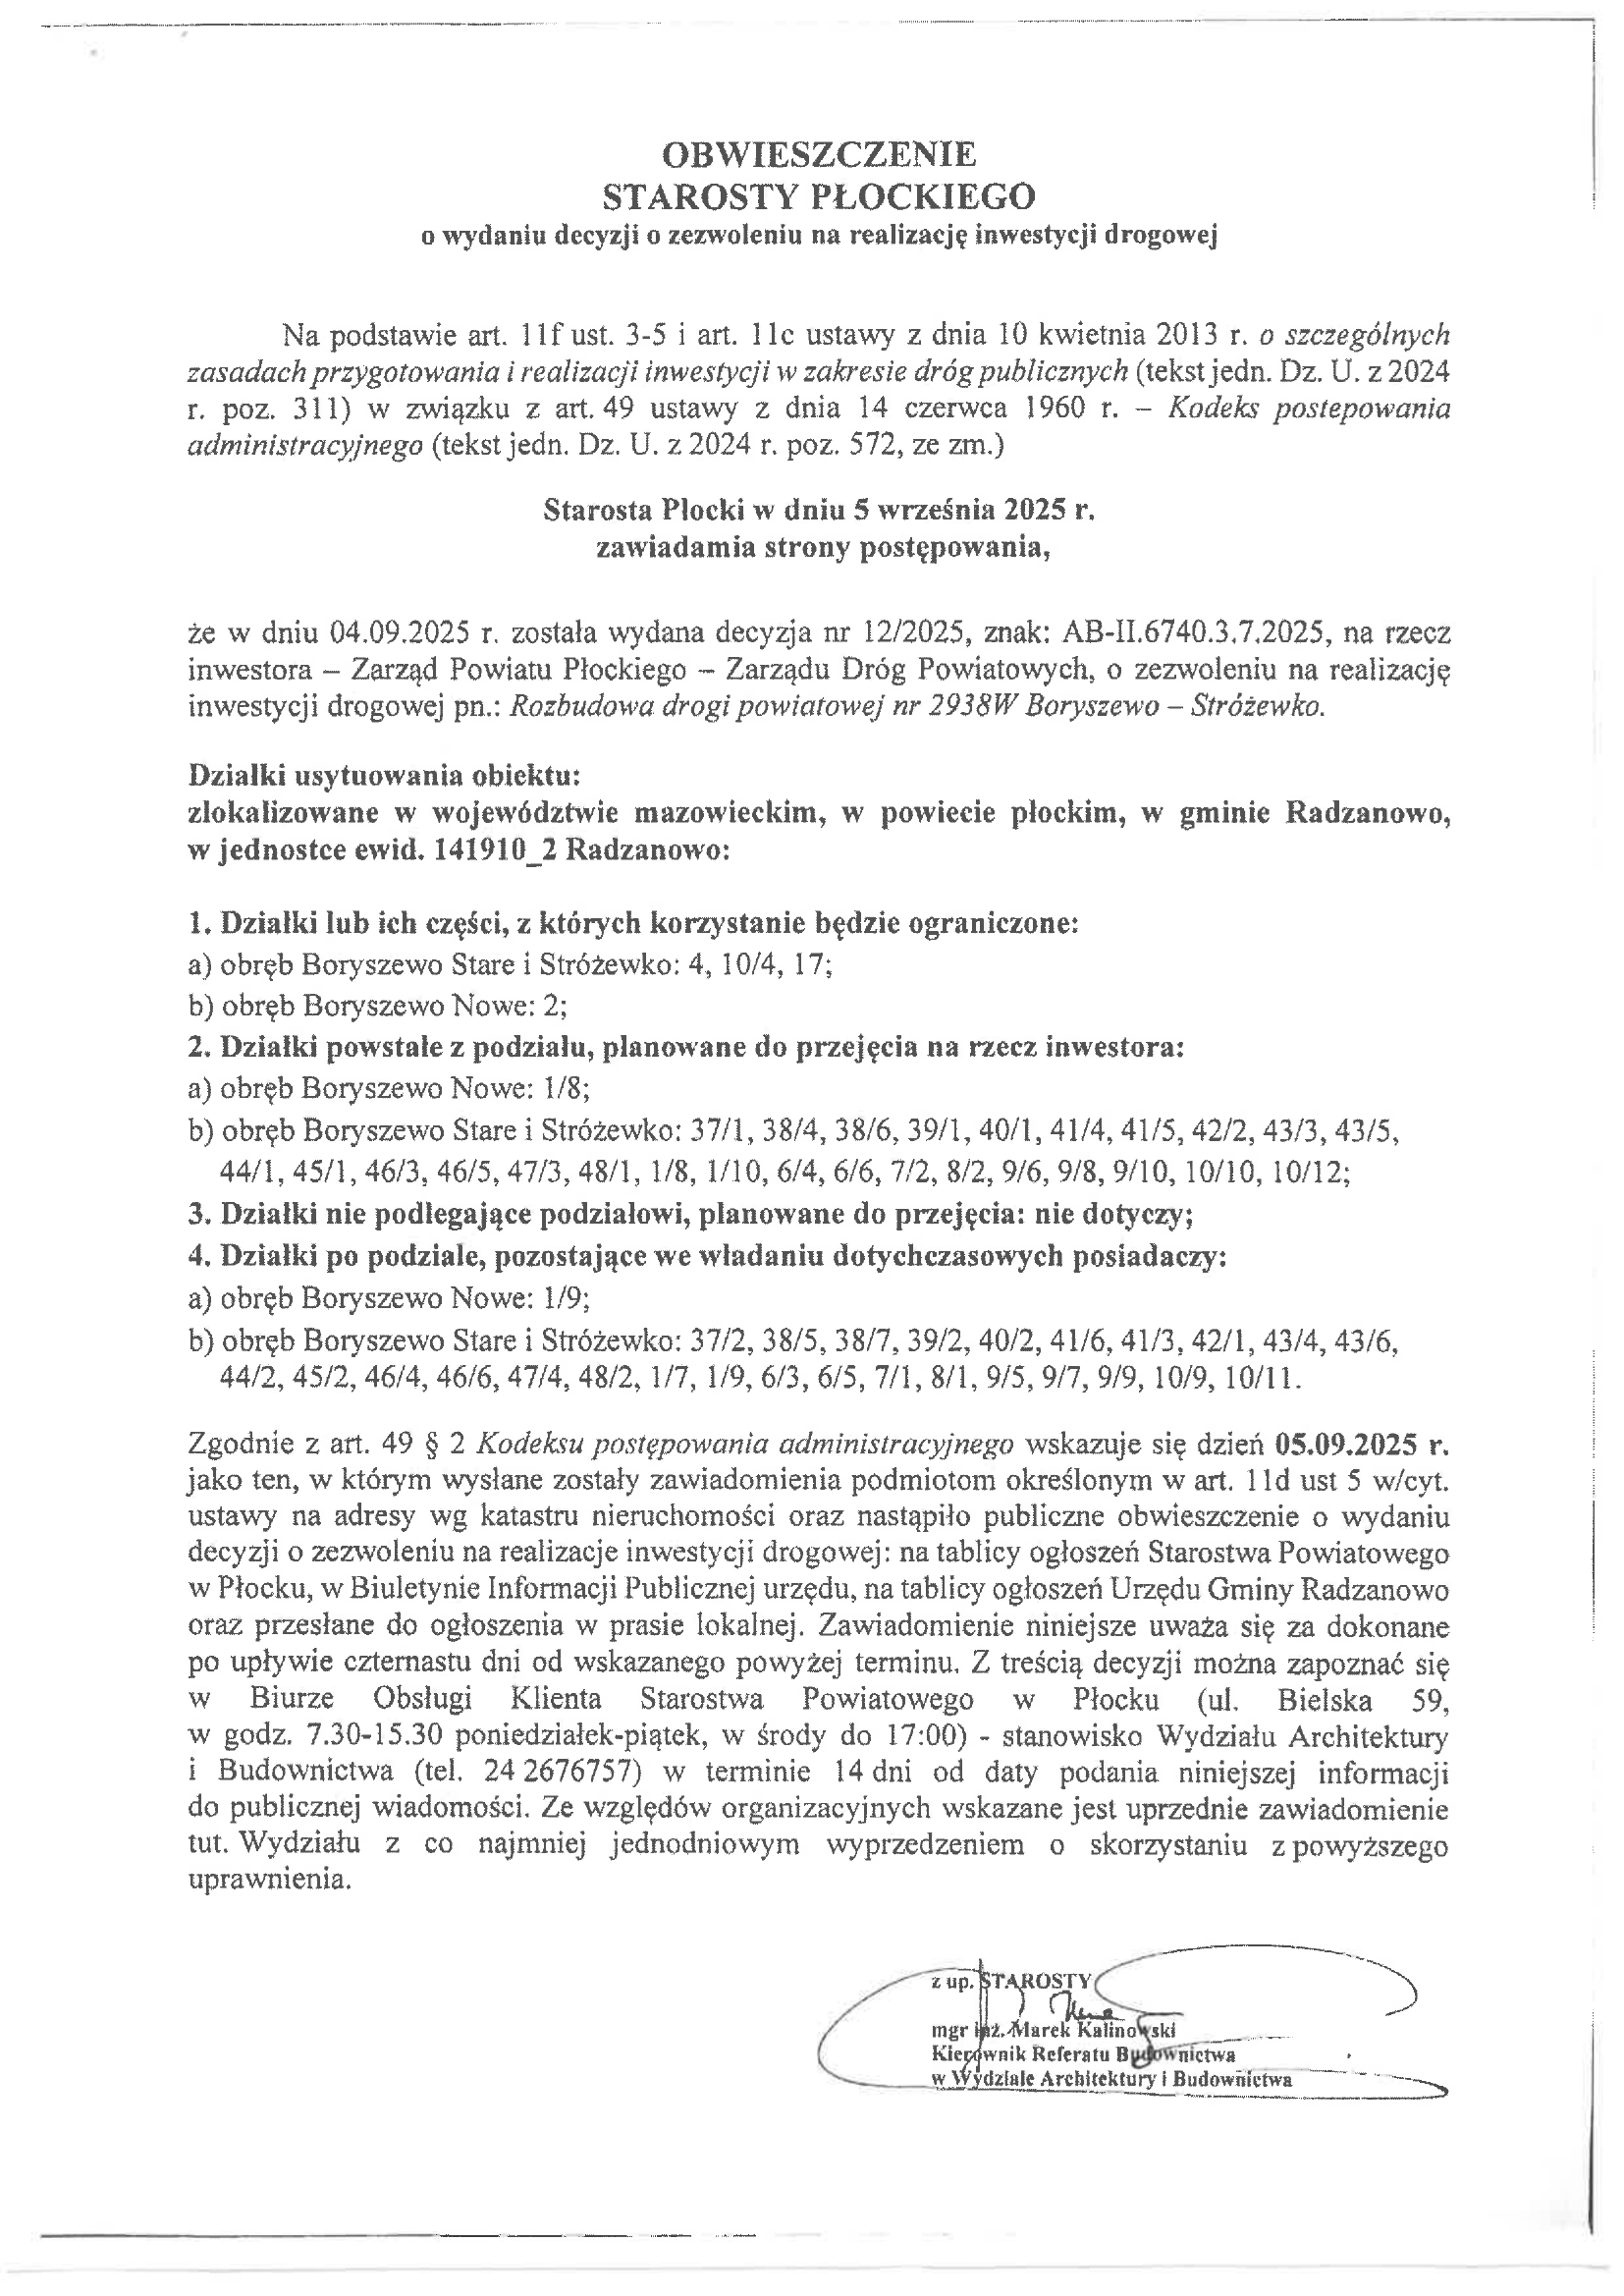 OBWIESZCZENIE
STAROSTY PŁOCKIEGO
o wydaniu decyzji o zezwoleniu na realizację inwestycji drogowej
Na podstawie art. 11f ust. 3-5 i art. 11c ustawy z dnia 10 kwietnia 2013 r. o szczególnych
zasadach przygotowania i realizacji inwestycji w zakresie dróg publicznych (tekst jedn. Dz. U. z 2024
r. poz. 311) w związku z art. 49 ustawy z dnia 14 czerwca 1960 r. – Kodeks postepowania
administracyjnego (tekst jedn. Dz. U. z 2024 r. poz. 572, ze zm.)
Starosta Płocki w dniu 5 września 2025 r.
zawiadamia strony postępowania,
że w dniu 04.09.2025 r. została wydana decyzja nr 12/2025, znak: AB-II.6740.3.7.2025, na rzecz
inwestora – Zarząd Powiatu Płockiego – Zarządu Dróg Powiatowych, o zezwoleniu na realizację
inwestycji drogowej pn.: Rozbudowa drogi powiatowej nr 2938W Boryszewo – Stróżewko.
Działki usytuowania obiektu:
zlokalizowane w województwie mazowieckim, w powiecie płockim, w gminie Radzanowo,
w jednostce ewid. 141910_2 Radzanowo:
1. Działki lub ich części, z których korzystanie będzie ograniczone:
a) obręb Boryszewo Stare i Stróżewko: 4, 10/4, 17;
b) obręb Boryszewo Nowe: 2;
2. Działki powstałe z podziału, planowane do przejęcia na rzecz inwestora:
a) obręb Boryszewo Nowe: 1/8;
b) obręb Boryszewo Stare i Stróżewko: 37/1, 38/4, 38/6, 39/1, 40/1, 41/4, 41/5, 42/2, 43/3, 43/5,
44/1, 45/1, 46/3, 46/5, 47/3, 48/1, 1/8, 1/10, 6/4, 6/6, 7/2, 8/2, 9/6, 9/8, 9/10, 10/10, 10/12;
3. Działki nie podlegające podziałowi, planowane do przejęcia: nie dotyczy;
4. Działki po podziale, pozostające we władaniu dotychczasowych posiadaczy:
a) obręb Boryszewo Nowe: 1/9;
b) obręb Boryszewo Stare i Stróżewko: 37/2, 38/5, 38/7, 39/2, 40/2, 41/6, 41/3, 42/1, 43/4, 43/6,
44/2, 45/2, 46/4, 46/6, 47/4, 48/2, 1/7, 1/9, 6/3, 6/5, 7/1, 8/1, 9/5, 9/7, 9/9, 10/9, 10/11.
Zgodnie z art. 49 § 2 Kodeksu postępowania administracyjnego wskazuje się dzień 05.09.2025 r.
jako ten, w którym wysłane zostały zawiadomienia podmiotom określonym w art. 11d ust 5 w/cyt.
ustawy na adresy wg katastru nieruchomości oraz nastąpiło publiczne obwieszczenie o wydaniu
decyzji o zezwoleniu na realizacje inwestycji drogowej: na tablicy ogłoszeń Starostwa Powiatowego
w Płocku, w Biuletynie Informacji Publicznej urzędu, na tablicy ogłoszeń Urzędu Gminy Radzanowo
oraz przesłane do ogłoszenia w prasie lokalnej. Zawiadomienie niniejsze uważa się za dokonane
po upływie czternastu dni od wskazanego powyżej terminu. Z treścią decyzji można zapoznać się
w Biurze Obsługi Klienta Starostwa Powiatowego w Płocku (ul. Bielska 59,
w godz. 7.30-15.30 poniedziałek-piątek, w środy do 17:00) - stanowisko Wydziału Architektury
i Budownictwa (tel. 24 2676757) w terminie 14 dni od daty podania niniejszej informacji
do publicznej wiadomości. Ze względów organizacyjnych wskazane jest uprzednie zawiadomienie
tut. Wydziału z co najmniej jednodniowym wyprzedzeniem o skorzystaniu z powyższego
uprawnienia.
z up. STAROSTY
mgr inż. Marek Kalinowski
Kierownik Referatu Budownictwa
w Wydziale Architektury i Budownictwa